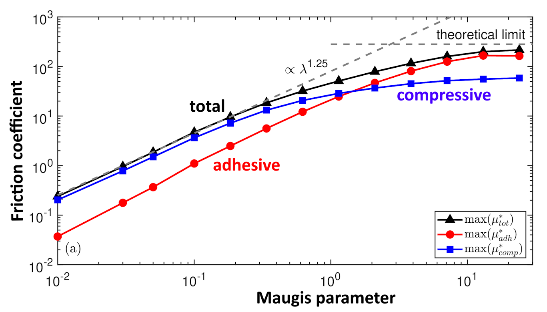 10^3
10^2
10^1
10^0
10^-1
10^-2
Friction coefficient
theoretical limit
∝ λ^1.25
total
compressive
adhesive
(a)
max(μ*_tot)
max(μ*_adh)
max(μ*_comp)
10^-2
10^-1
10^0
10^1
Maugis parameter